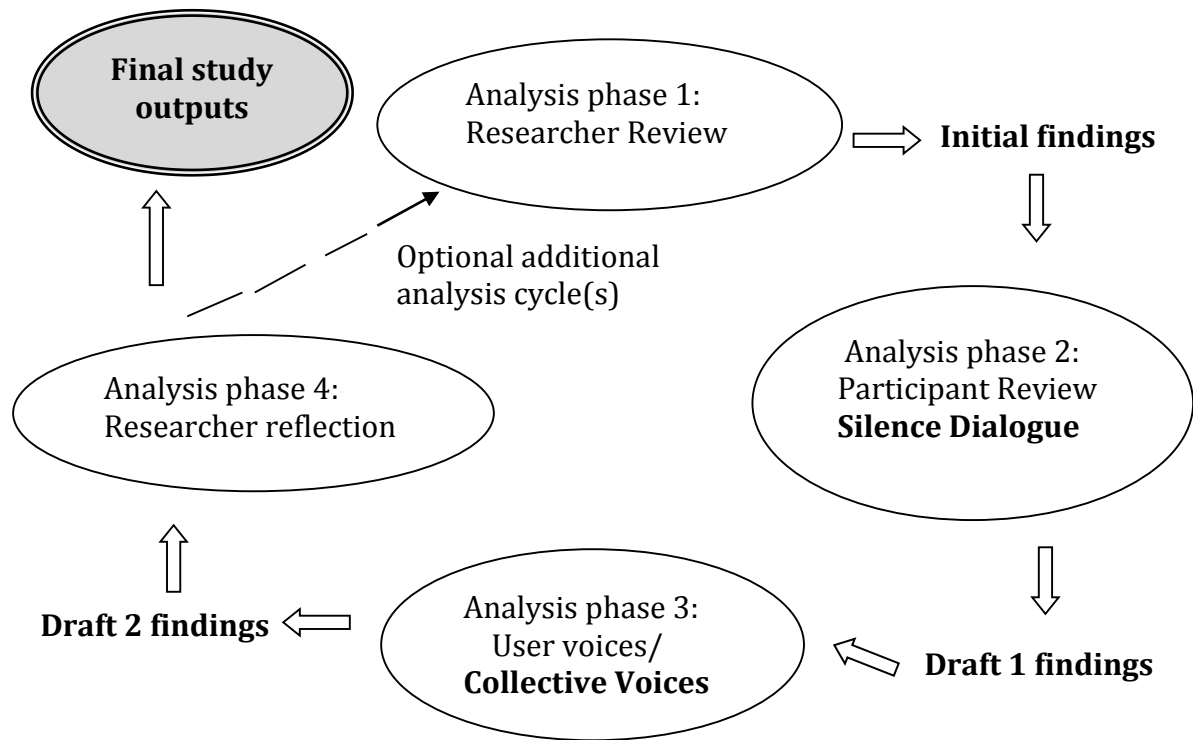 Final study
outputs
Analysis phase 1:
Researcher Review
Initial findings
Optional additional
analysis cycle(s)
Analysis phase 2:
Participant Review
Silence Dialogue
Analysis phase 4:
Researcher reflection
Analysis phase 3:
User voices/
Collective Voices
Draft 2 findings
Draft 1 findings